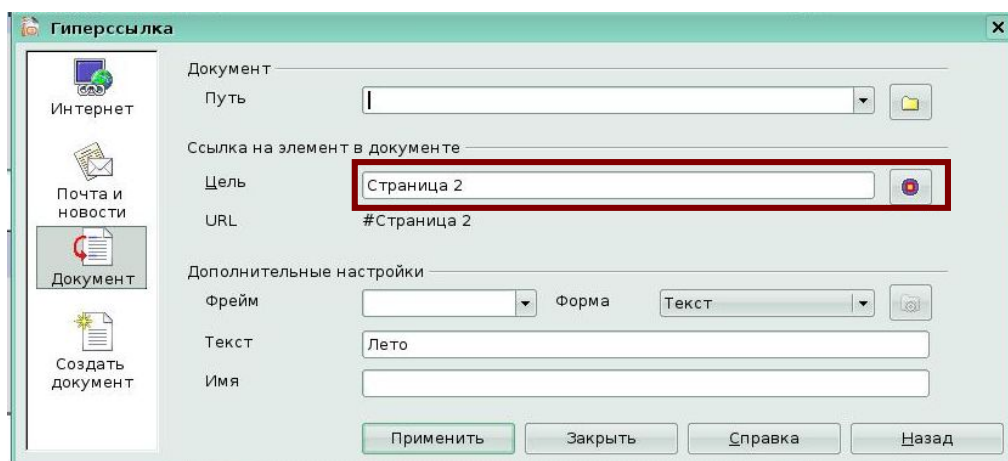 Гиперссылка
Интернет
Почта и
новости
Документ
Создать
документ
Документ
Путь
Ссылка на элемент в документе
Цель Страница 2
URL #Страница 2
Дополнительные настройки
Фрейм Форма Текст
Текст Лето
Имя
Применить Закрыть Справка Назад